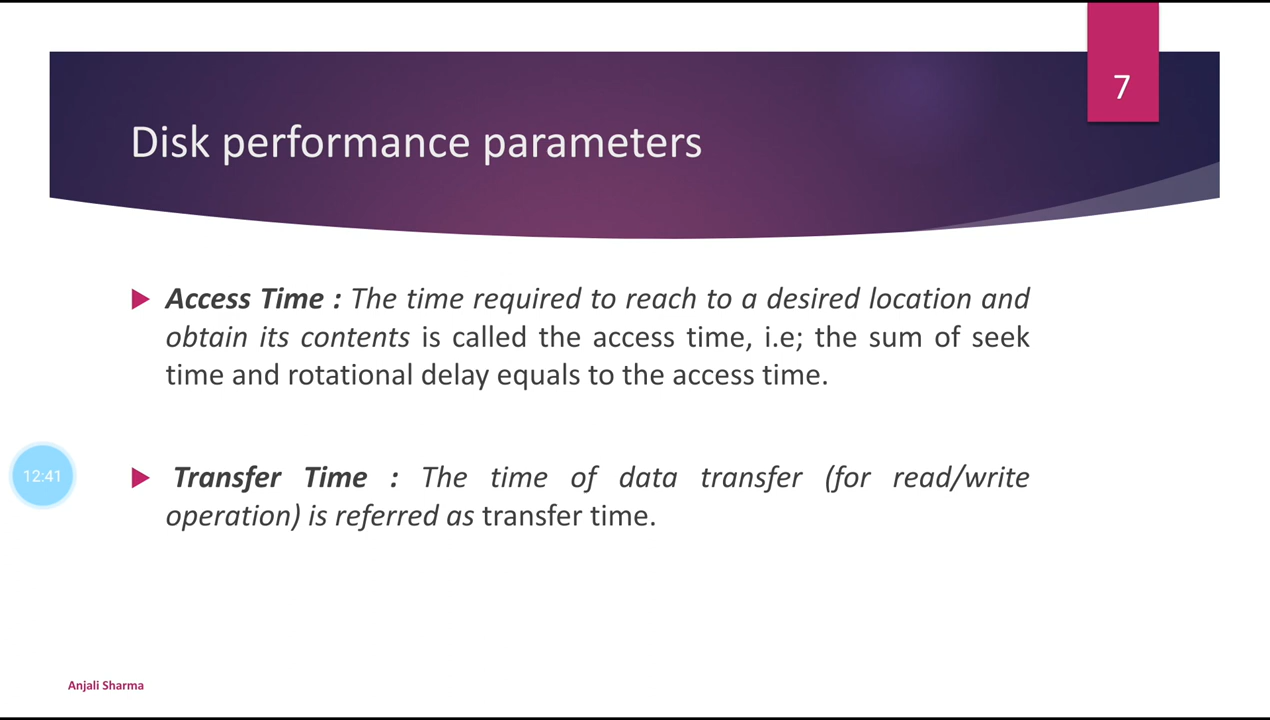 7
Disk performance parameters
Access Time : The time required to reach to a desired location and
obtain its contents is called the access time, i.e; the sum of seek
time and rotational delay equals to the access time.
12:41
Transfer Time : The time of data transfer (for read/write
operation) is referred as transfer time.
Anjali Sharma